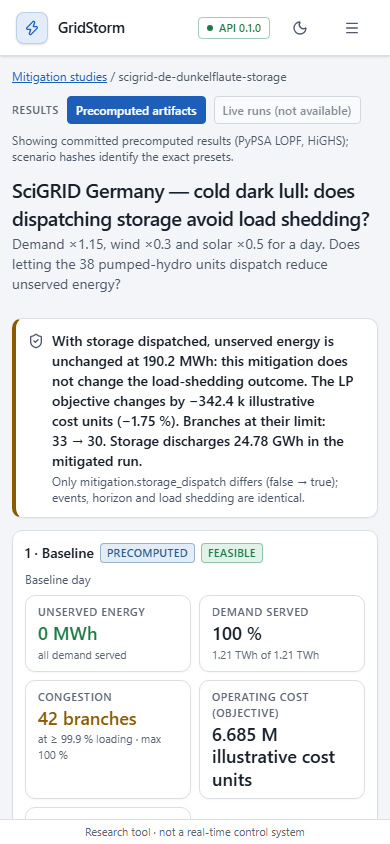 GridStorm
API 0.1.0
Mitigation studies / scigrid-de-dunkelflaute-storage
RESULTS
Precomputed artifacts
Live runs (not available)
Showing committed precomputed results (PyPSA LOPF, HiGHS);
scenario hashes identify the exact presets.
SciGRID Germany — cold dark lull: does
dispatching storage avoid load shedding?
Demand ×1.15, wind ×0.3 and solar ×0.5 for a day. Does
letting the 38 pumped-hydro units dispatch reduce
unserved energy?
With storage dispatched, unserved energy is
unchanged at 190.2 MWh: this mitigation does
not change the load-shedding outcome. The LP
objective changes by −342.4 k illustrative
cost units (−1.75 %). Branches at their limit:
33 → 30. Storage discharges 24.78 GWh in the
mitigated run.
Only mitigation.storage_dispatch differs (false → true);
events, horizon and load shedding are identical.
1 · Baseline
PRECOMPUTED
FEASIBLE
Baseline day
UNSERVED ENERGY
0 MWh
all demand served
DEMAND SERVED
100 %
1.21 TWh of 1.21 TWh
CONGESTION
42 branches
at ≥ 99.9 % loading · max
100 %
OPERATING COST
(OBJECTIVE)
6.685 M
illustrative cost
units
Research tool · not a real-time control system